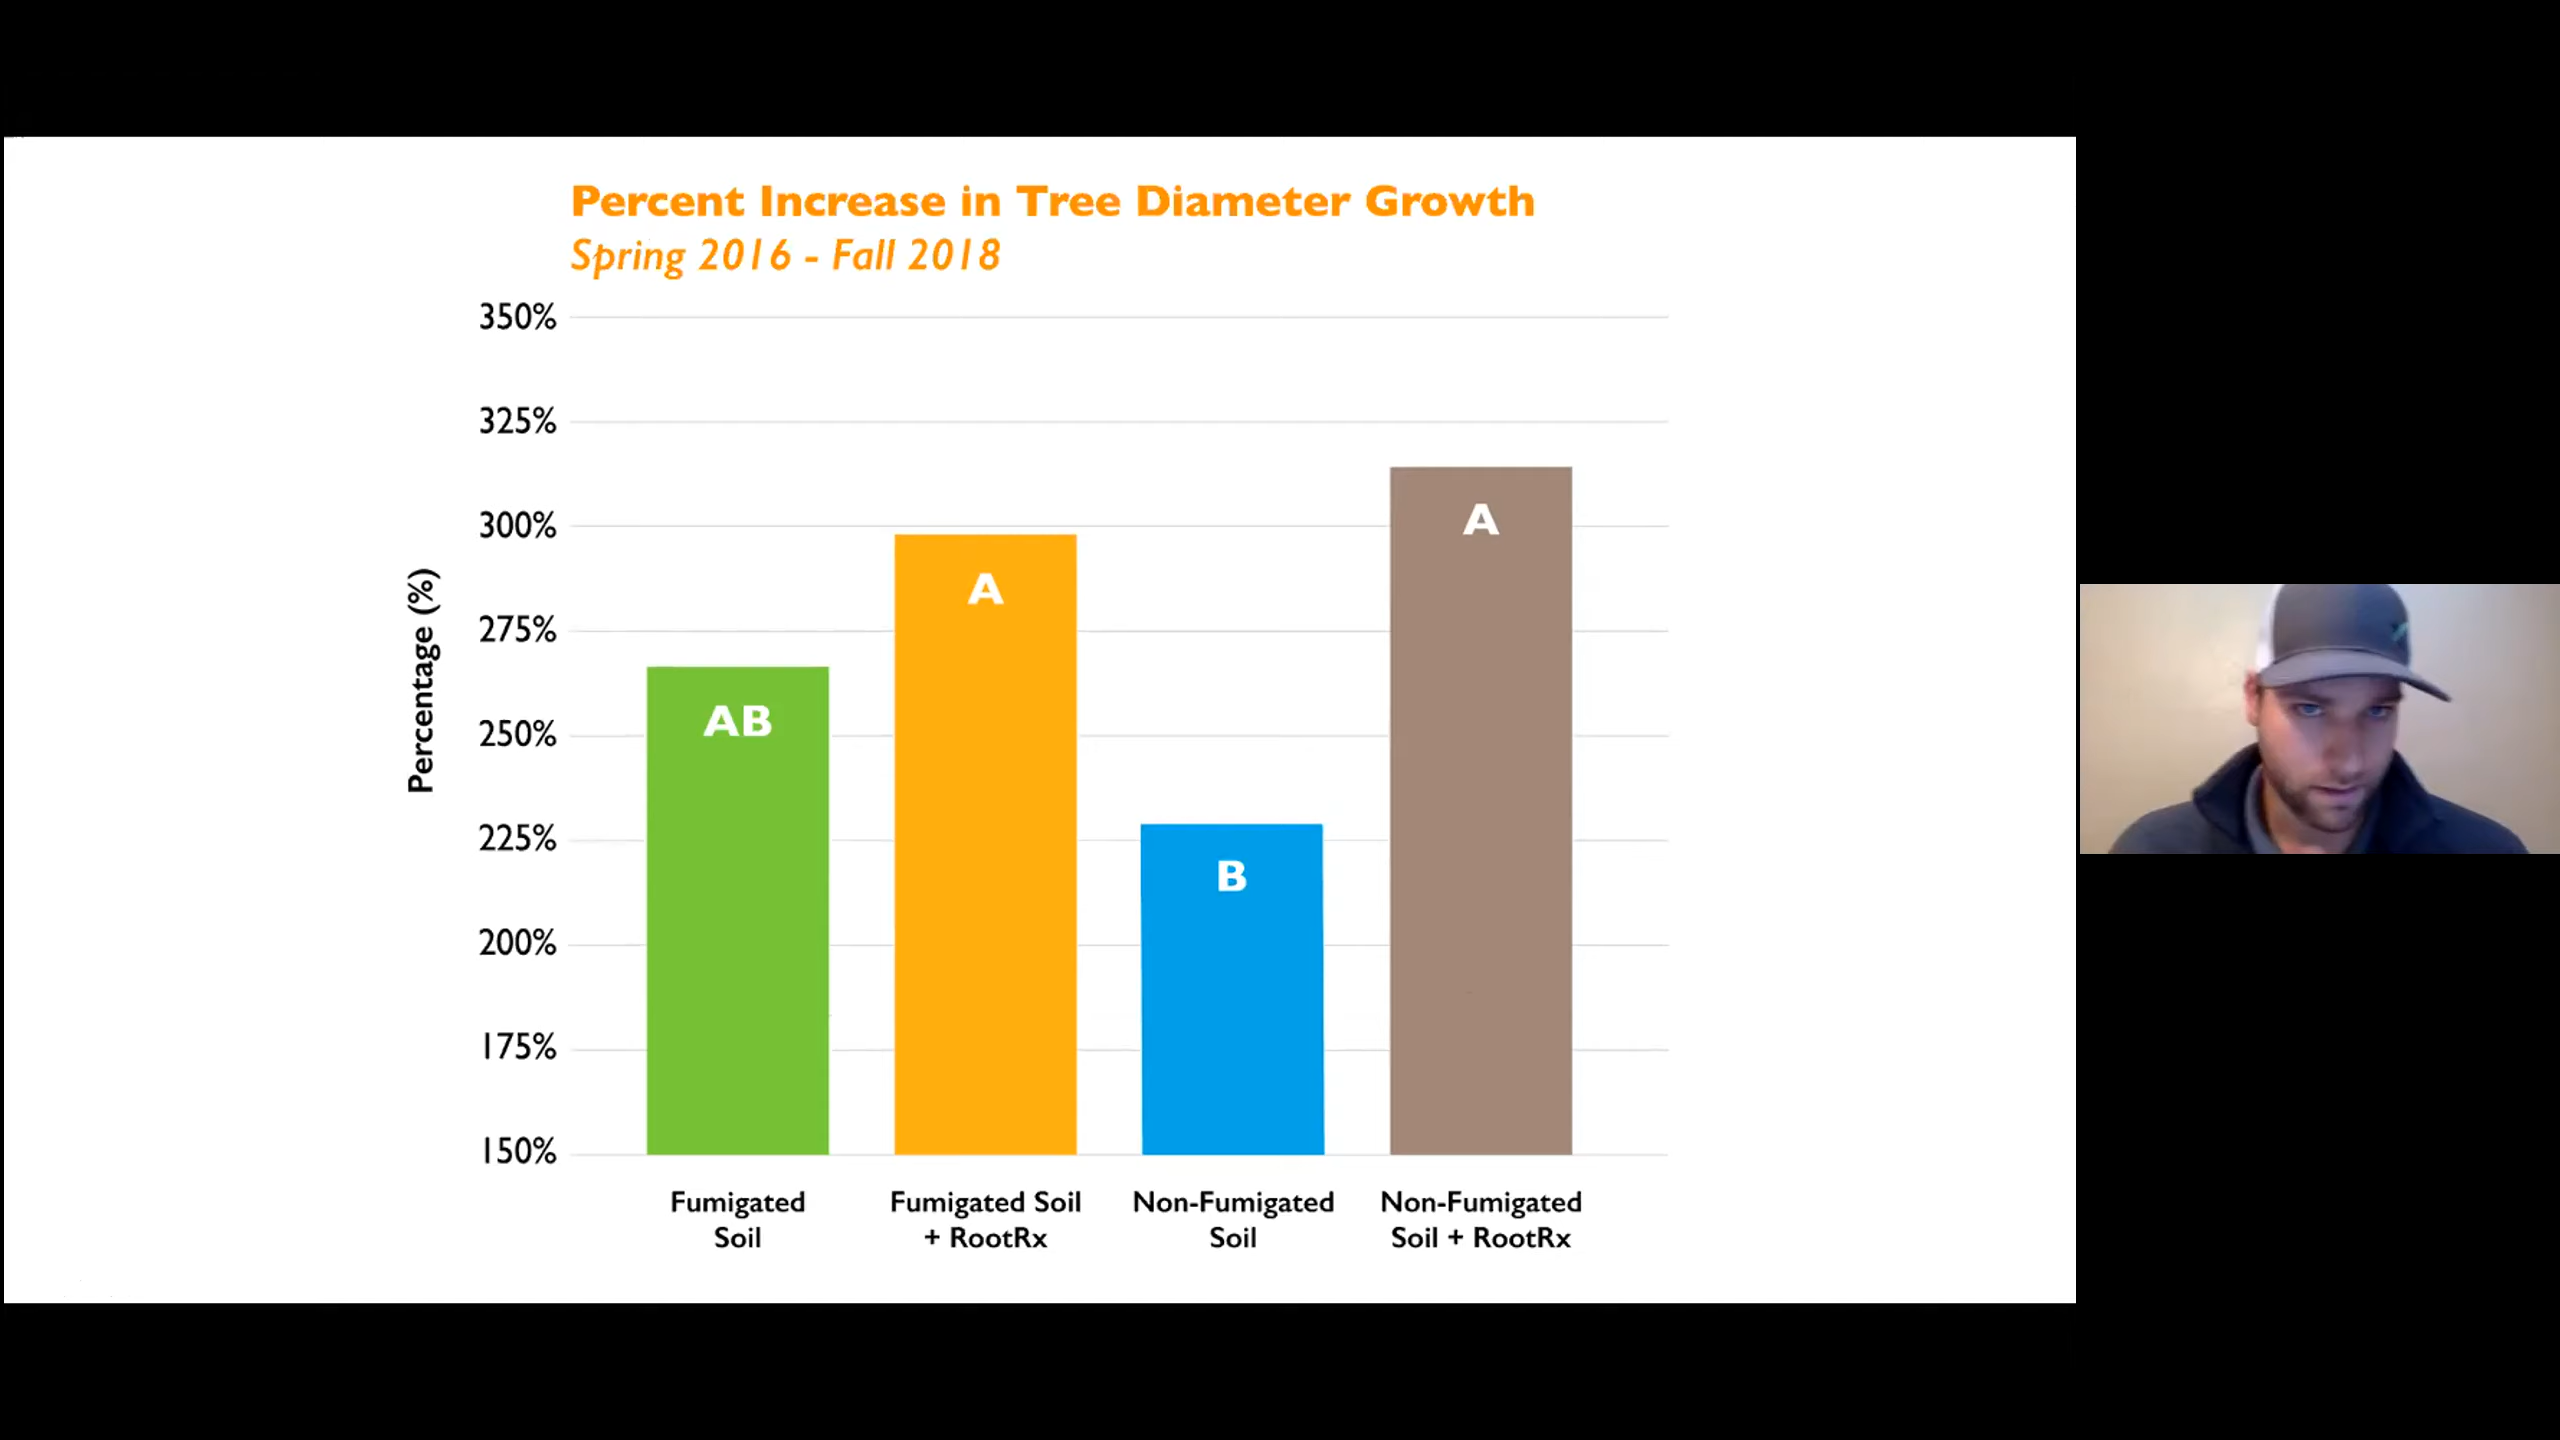 Percent Increase in Tree Diameter Growth
Spring 2016 - Fall 2018
350%
325%
300%
275%
250%
225%
200%
175%
150%
Percentage (%)
AB
A
B
A
Fumigated
Soil
Fumigated Soil
+ RootRx
Non-Fumigated
Soil
Non-Fumigated
Soil + RootRx